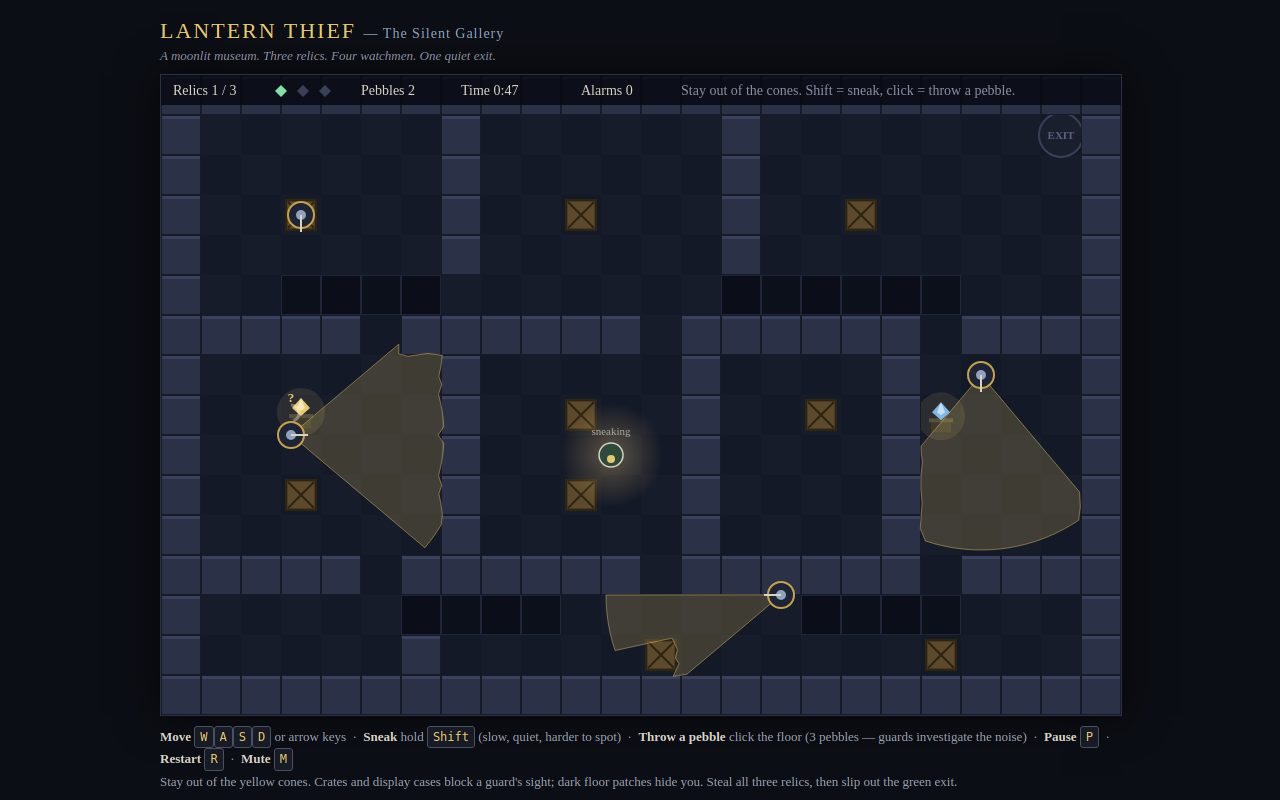 LANTERN THIEF — The Silent Gallery
A moonlit museum. Three relics. Four watchmen. One quiet exit.
Relics 1 / 3 Pebbles 2 Time 0:47 Alarms 0 Stay out of the cones. Shift = sneak, click = throw a pebble.
EXIT
?
sneaking
Move W A S D or arrow keys · Sneak hold Shift (slow, quiet, harder to spot) · Throw a pebble click the floor (3 pebbles — guards investigate the noise) · Pause P ·
Restart R · Mute M
Stay out of the yellow cones. Crates and display cases block a guard's sight; dark floor patches hide you. Steal all three relics, then slip out the green exit.